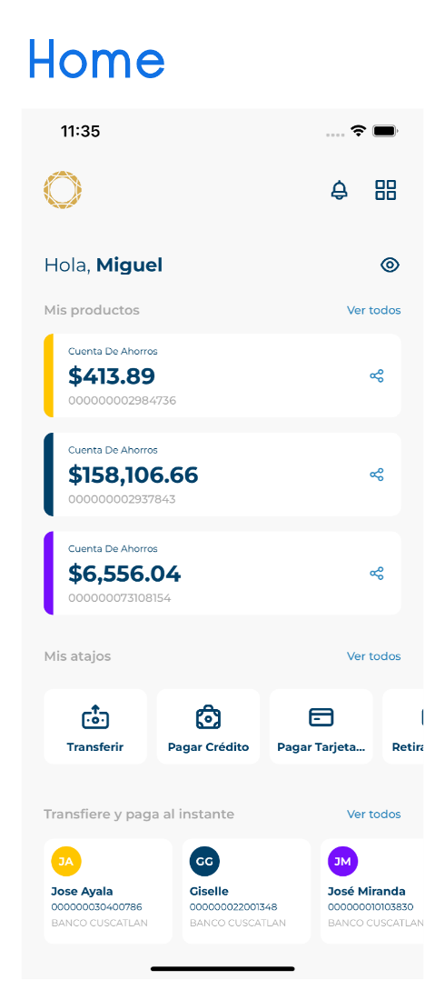 Home
11:35
Hola, Miguel
Mis productos
Ver todos
Cuenta De Ahorros
$413.89
000000002984736
Cuenta De Ahorros
$158,106.66
000000002937843
Cuenta De Ahorros
$6,556.04
000000073108154
Mis atajos
Ver todos
Transferir
Pagar Crédito
Pagar Tarjeta...
Retira
Transfiere y paga al instante
Ver todos
JA
Jose Ayala
000000030400786
BANCO CUSCATLAN
GG
Giselle
000000022001348
BANCO CUSCATLAN
JM
José Miranda
000000010103830
BANCO CUSCATLAN